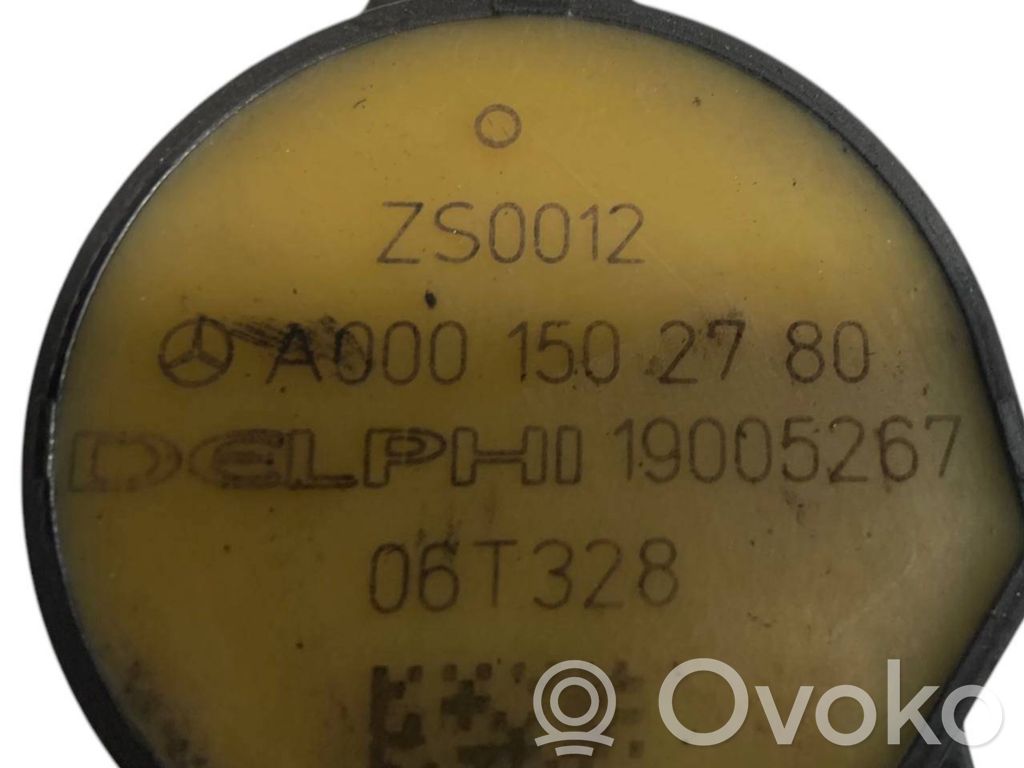 ZS0012
A000 150 27 80
DELPHI 19005267
06T328
Ovoko